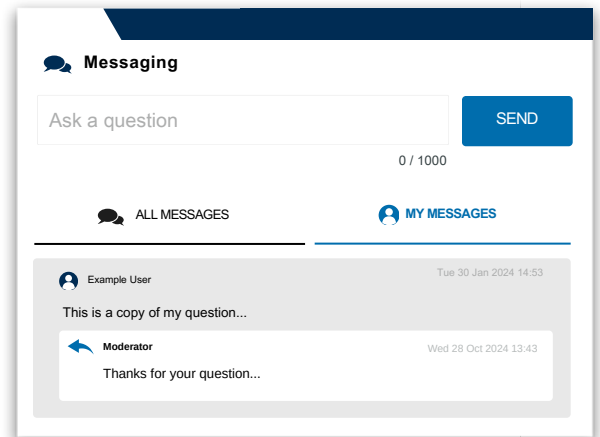 Messaging
Ask a question
SEND
0 / 1000
ALL MESSAGES
MY MESSAGES
Example User
Tue 30 Jan 2024 14:53
This is a copy of my question...
Moderator
Wed 28 Oct 2024 13:43
Thanks for your question...